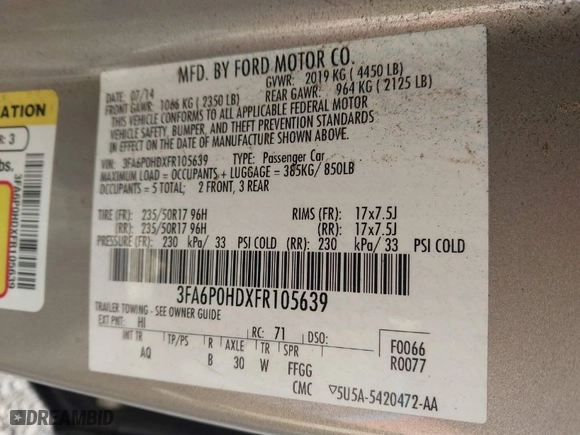 MFD. BY FORD MOTOR CO.
DATE: 07/14 GVWR: 2019 KG (4450 LB)
FRONT GAWR: 1066 KG (2350 LB) REAR GAWR: 964 KG (2125 LB)
THIS VEHICLE CONFORMS TO ALL APPLICABLE FEDERAL MOTOR
VEHICLE SAFETY, BUMPER, AND THEFT PREVENTION STANDARDS
IN EFFECT ON THE DATE OF MANUFACTURE SHOWN ABOVE.
VIN: 3FA6P0HDXFR105639 TYPE: Passenger Car
MAXIMUM LOAD = OCCUPANTS + LUGGAGE = 385KG/ 850LB
OCCUPANTS = 5 TOTAL; 2 FRONT, 3 REAR
TIRE (FR): 235/50R17 96H RIMS (FR): 17x7.5J
(RR): 235/50R17 96H (RR): 17x7.5J
PRESSURE (FR): 230 kPa/ 33 PSI COLD (RR): 230 kPa/ 33 PSI COLD
3FA6P0HDXFR105639
TRAILER TOWING - SEE OWNER GUIDE
EXT PNT: HI RC: 71 DSO:
INT TR TP/PS R AXLE TR SPR
AQ B 30 W FFGG
F0066
R0077
CMC ▽5U5A-5420472-AA
ATION
R: 3
bs.
3FA6P0HDXFR105639
DREAMBID